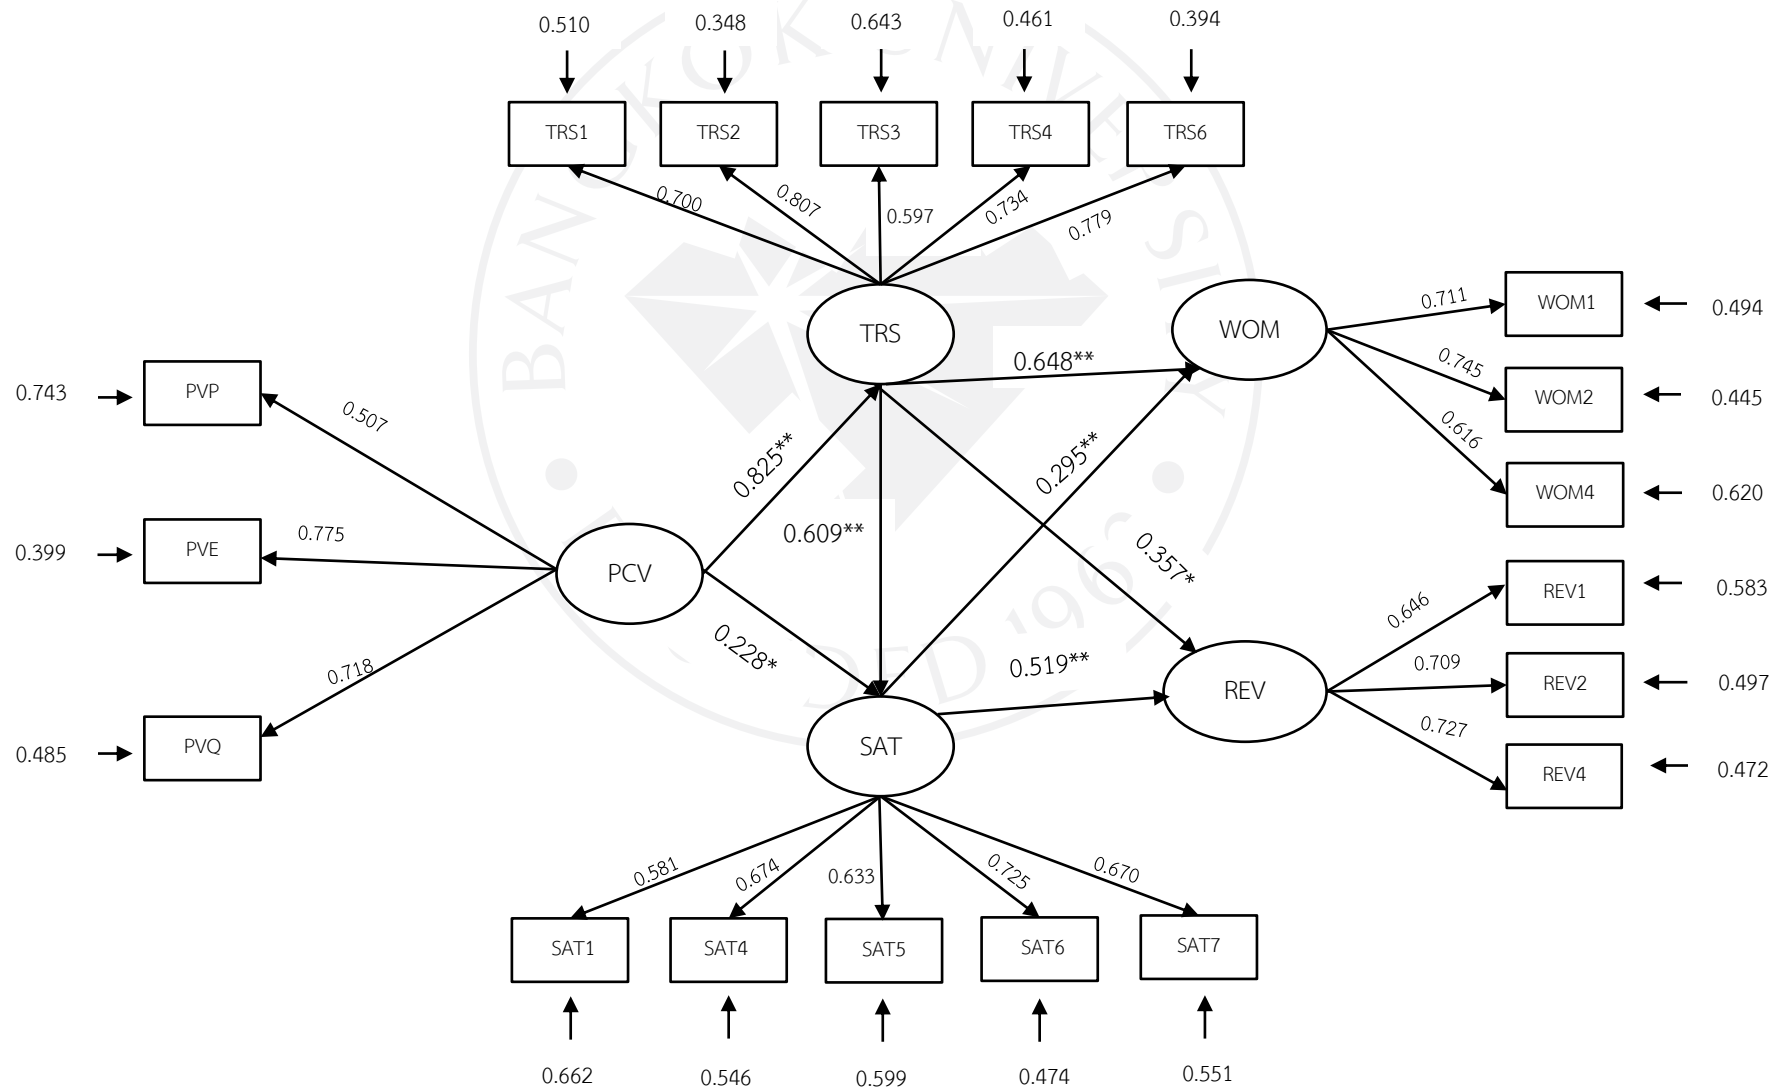 0.510 0.348 0.643 0.461 0.394
TRS1 TRS2 TRS3 TRS4 TRS6
0.700 0.807 0.597 0.734 0.779
TRS WOM
0.711 WOM1 0.494
0.648**
0.745 WOM2 0.445
0.616 WOM4 0.620
0.743 PVP 0.507
0.825** 0.295**
0.399 PVE 0.775
0.609** 0.357*
PCV
0.646 REV1 0.583
0.228* 0.519**
0.709 REV2 0.497
REV
0.718
0.485 PVQ
0.727 REV4 0.472
SAT
0.581 0.674 0.633 0.725 0.670
SAT1 SAT4 SAT5 SAT6 SAT7
0.662 0.546 0.599 0.474 0.551
BANGKOK UNIVERSITY
DED '96